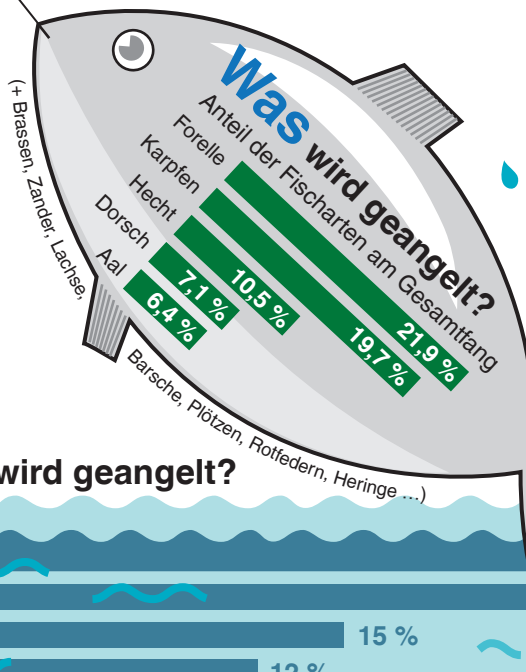 Was wird geangelt?
Anteil der Fischarten am Gesamtfang
Forelle 21,9 %
Karpfen 19,7 %
Hecht 10,5 %
Dorsch 7,1 %
Aal 6,4 %
(+ Brassen, Zander, Lachse,
Barsche, Plötzen, Rotfedern, Heringe ...)
wird geangelt?
15 %